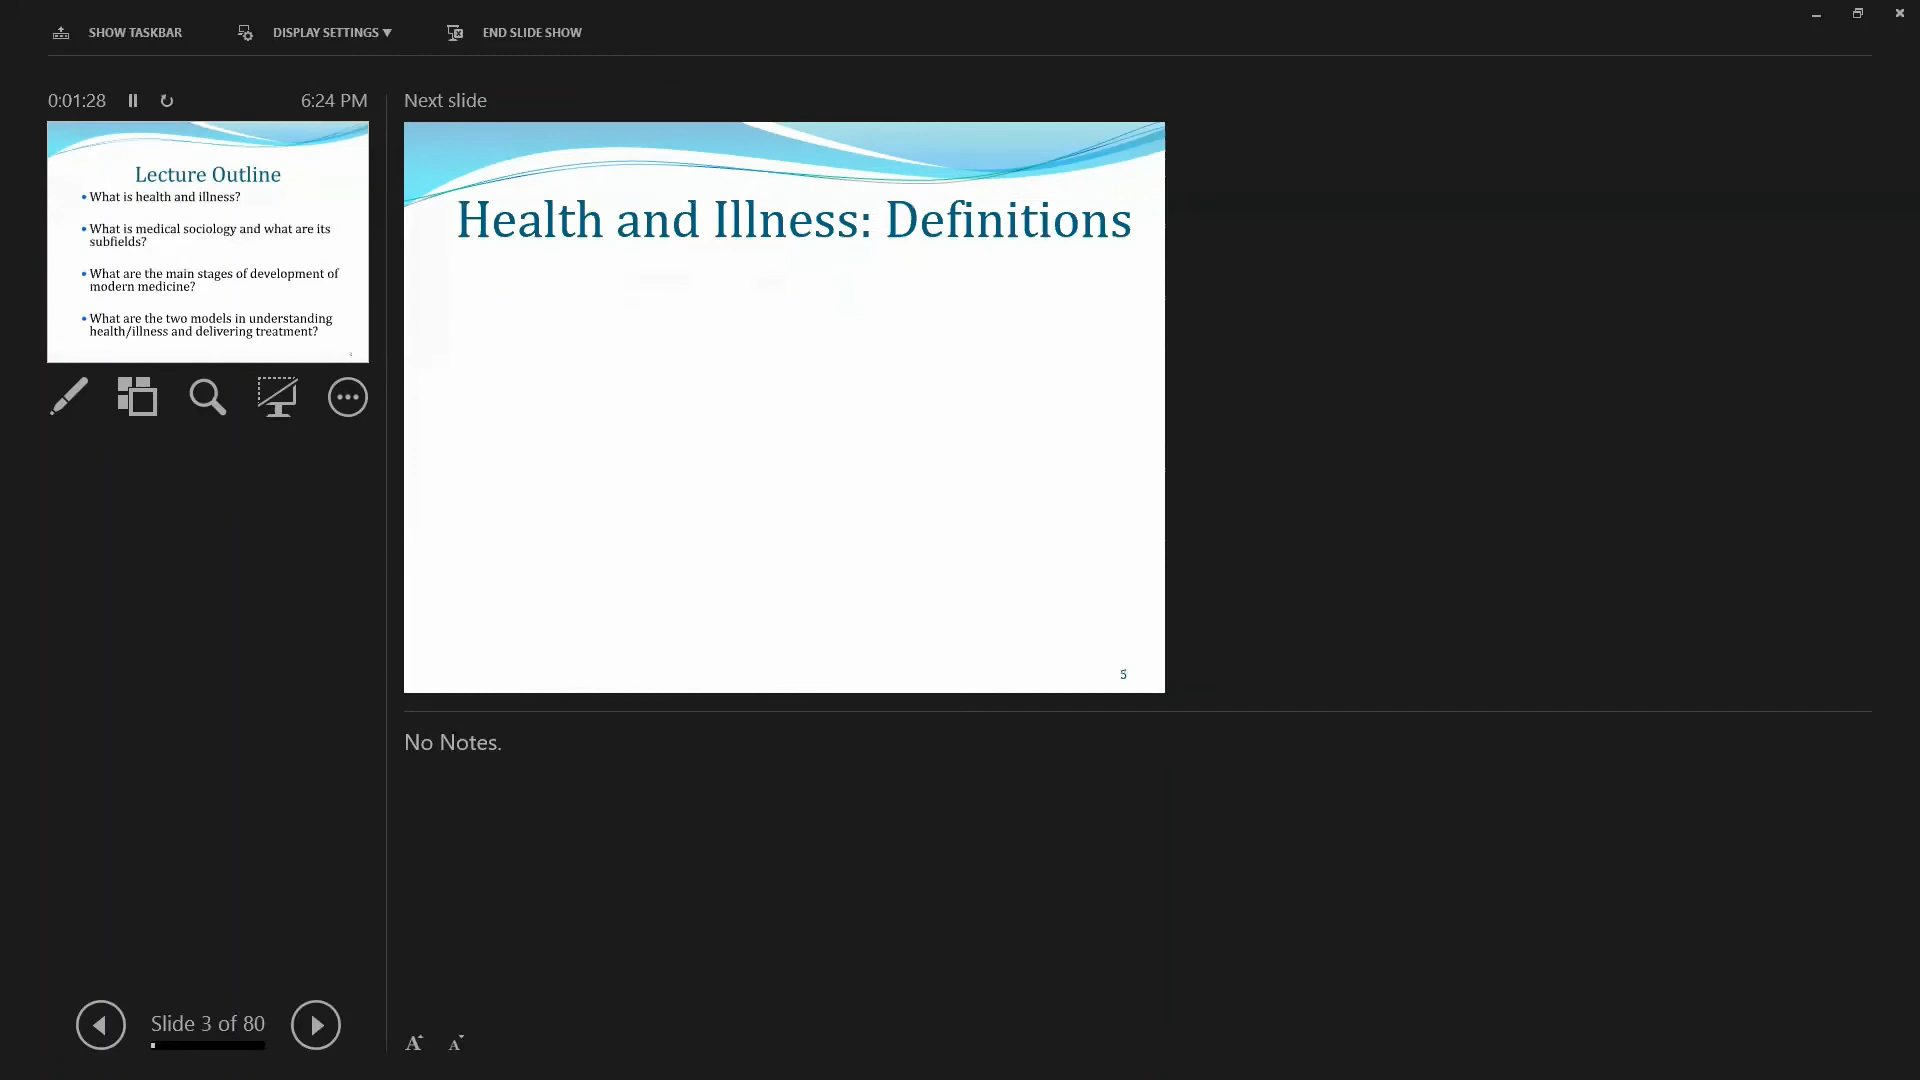 SHOW TASKBAR
DISPLAY SETTINGS ▼
END SLIDE SHOW
0:01:28
6:24 PM
Next slide
Lecture Outline
• What is health and illness?
• What is medical sociology and what are its
subfields?
• What are the main stages of development of
modern medicine?
• What are the two models in understanding
health/illness and delivering treatment?
Health and Illness: Definitions
5
No Notes.
Slide 3 of 80
A
A